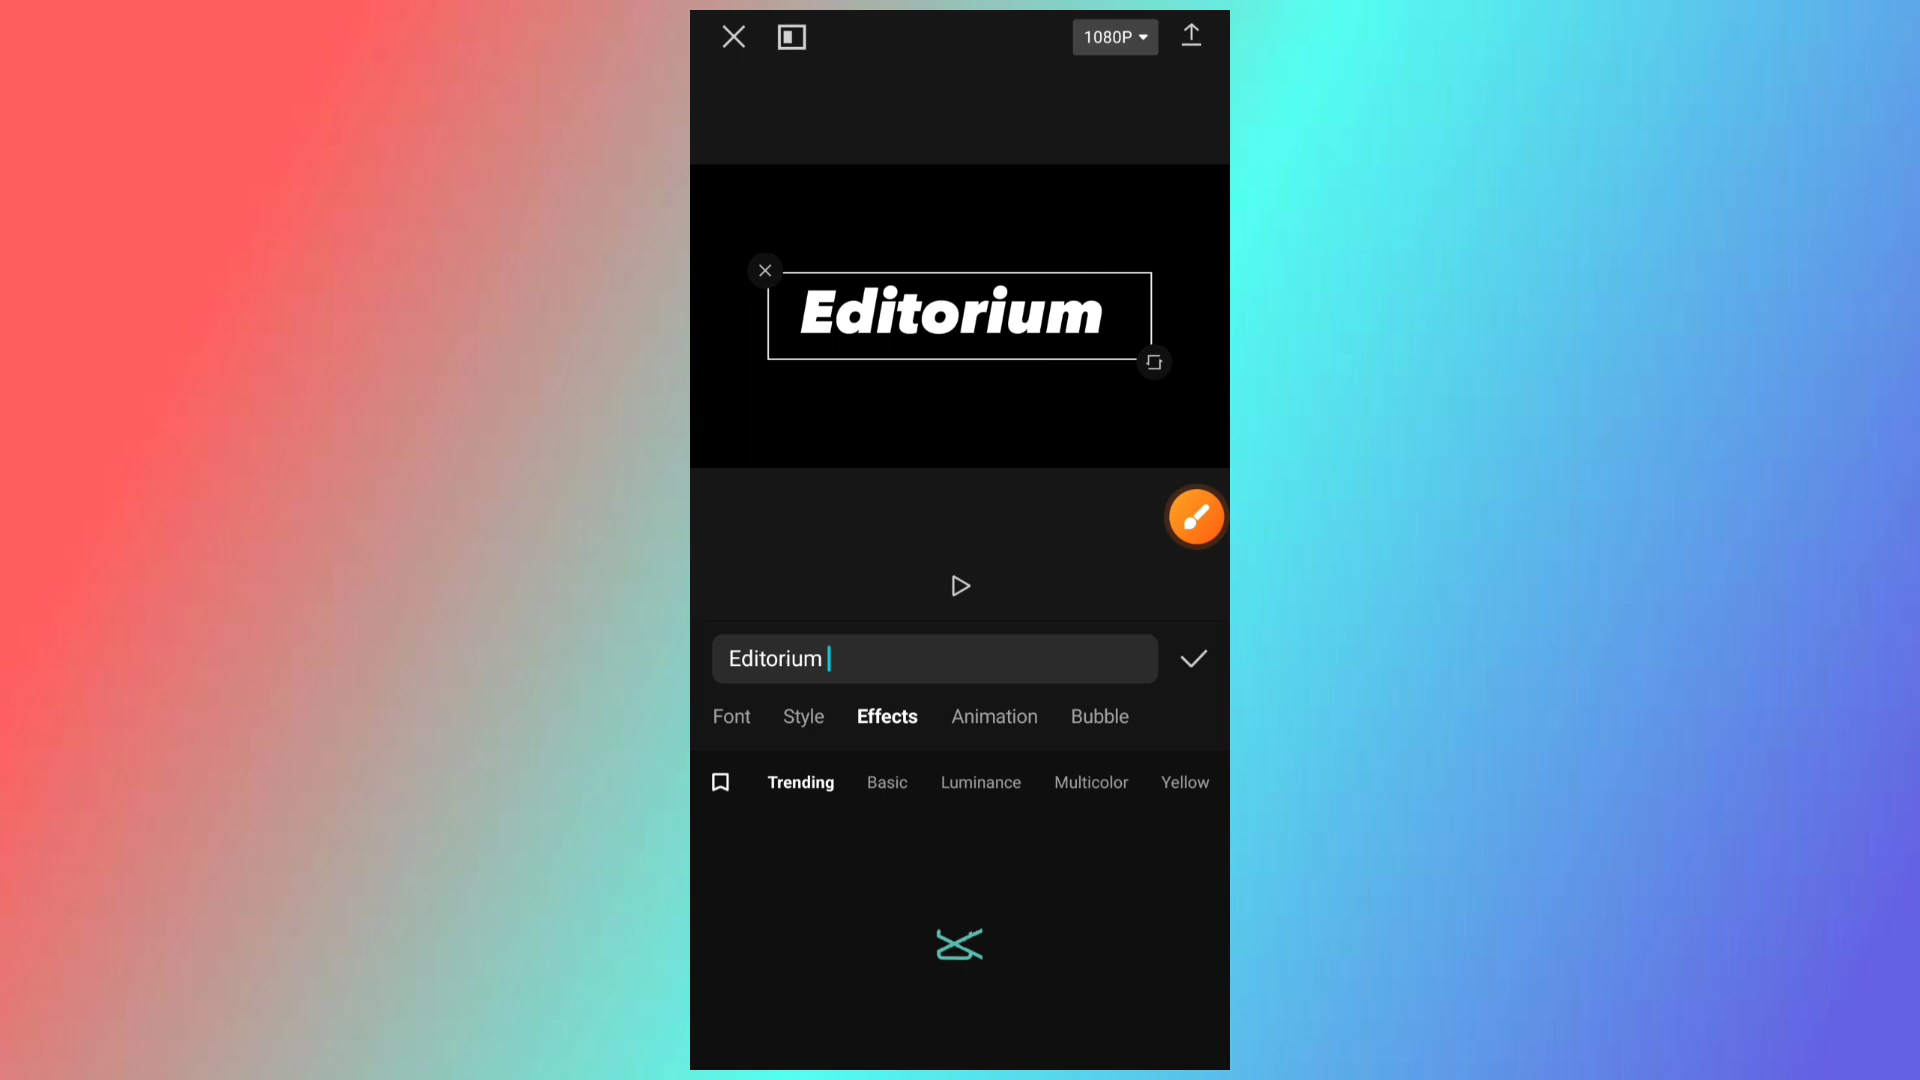 1080P
Editorium
Editorium
Font Style Effects Animation Bubble
Trending Basic Luminance Multicolor Yellow